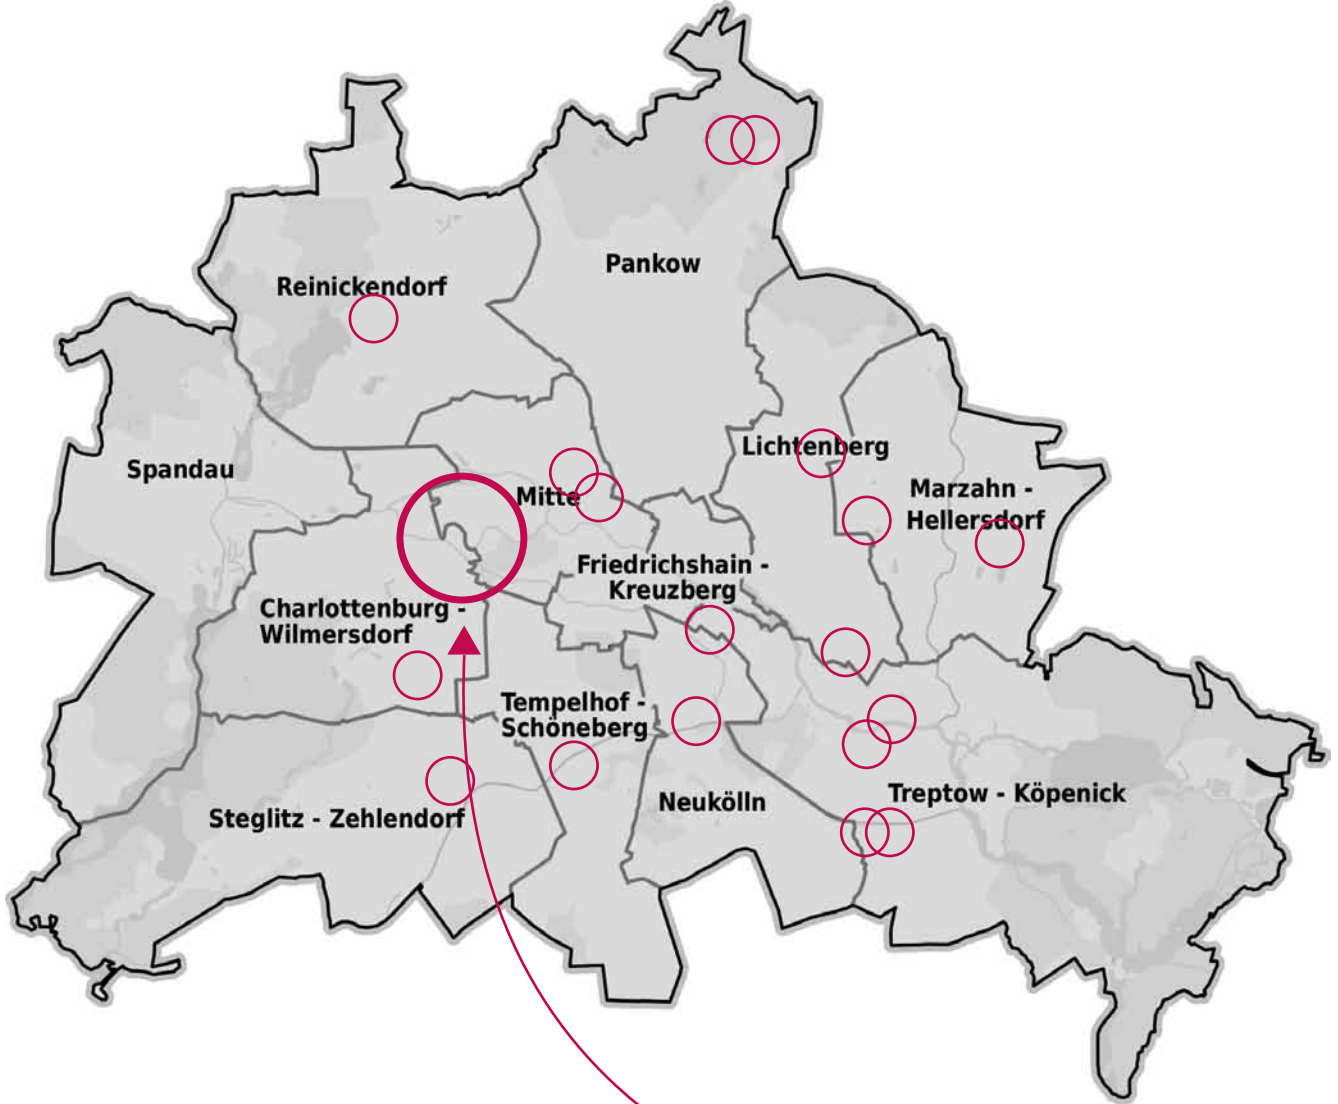 Pankow
Reinickendorf
Lichtenberg
Spandau
Mitte
Marzahn -
Hellersdorf
Friedrichshain -
Kreuzberg
Charlottenburg -
Wilmersdorf
Tempelhof -
Schöneberg
Neukölln
Treptow - Köpenick
Steglitz - Zehlendorf